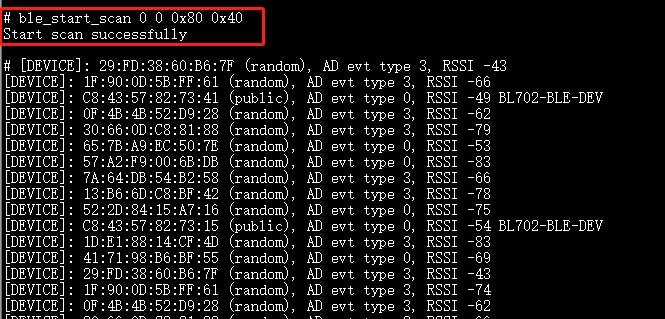 # ble_start_scan 0 0 0x80 0x40
Start scan successfully
# [DEVICE]: 29:FD:38:60:B6:7F (random), AD evt type 3, RSSI -43
[DEVICE]: 1F:90:0D:5B:FF:61 (random), AD evt type 3, RSSI -66
[DEVICE]: C8:43:57:82:73:41 (public), AD evt type 0, RSSI -49 BL702-BLE-DEV
[DEVICE]: 0F:4B:4B:52:D9:28 (random), AD evt type 3, RSSI -62
[DEVICE]: 30:66:0D:C8:81:88 (random), AD evt type 3, RSSI -79
[DEVICE]: 65:7B:A9:EC:50:7E (random), AD evt type 0, RSSI -53
[DEVICE]: 57:A2:F9:00:6B:DB (random), AD evt type 0, RSSI -83
[DEVICE]: 7A:64:DB:54:B2:58 (random), AD evt type 3, RSSI -66
[DEVICE]: 13:B6:6D:C8:BF:42 (random), AD evt type 3, RSSI -78
[DEVICE]: 52:2D:84:15:A7:16 (random), AD evt type 0, RSSI -75
[DEVICE]: C8:43:57:82:73:15 (public), AD evt type 0, RSSI -54 BL702-BLE-DEV
[DEVICE]: 1D:E1:88:14:CF:4D (random), AD evt type 3, RSSI -83
[DEVICE]: 41:71:98:B6:BF:55 (random), AD evt type 0, RSSI -69
[DEVICE]: 29:FD:38:60:B6:7F (random), AD evt type 3, RSSI -43
[DEVICE]: 1F:90:0D:5B:FF:61 (random), AD evt type 3, RSSI -74
[DEVICE]: 0F:4B:4B:52:D9:28 (random), AD evt type 3, RSSI -62